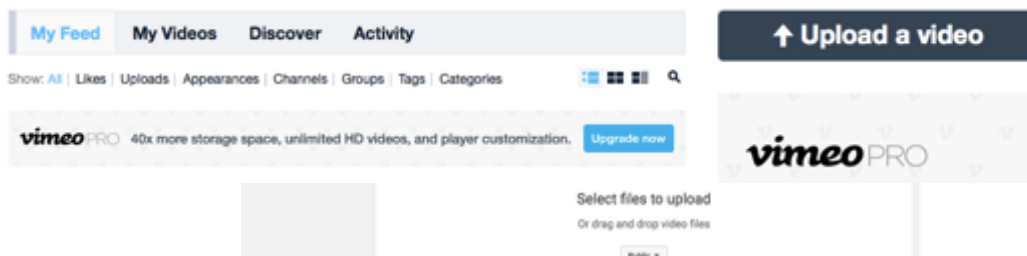 My Feed My Videos Discover Activity
Upload a video
Show: All | Likes | Uploads | Appearances | Channels | Groups | Tags | Categories
vimeo PRO 40x more storage space, unlimited HD videos, and player customization. Upgrade now
vimeo PRO
Select files to upload
Or drag and drop video files
Public